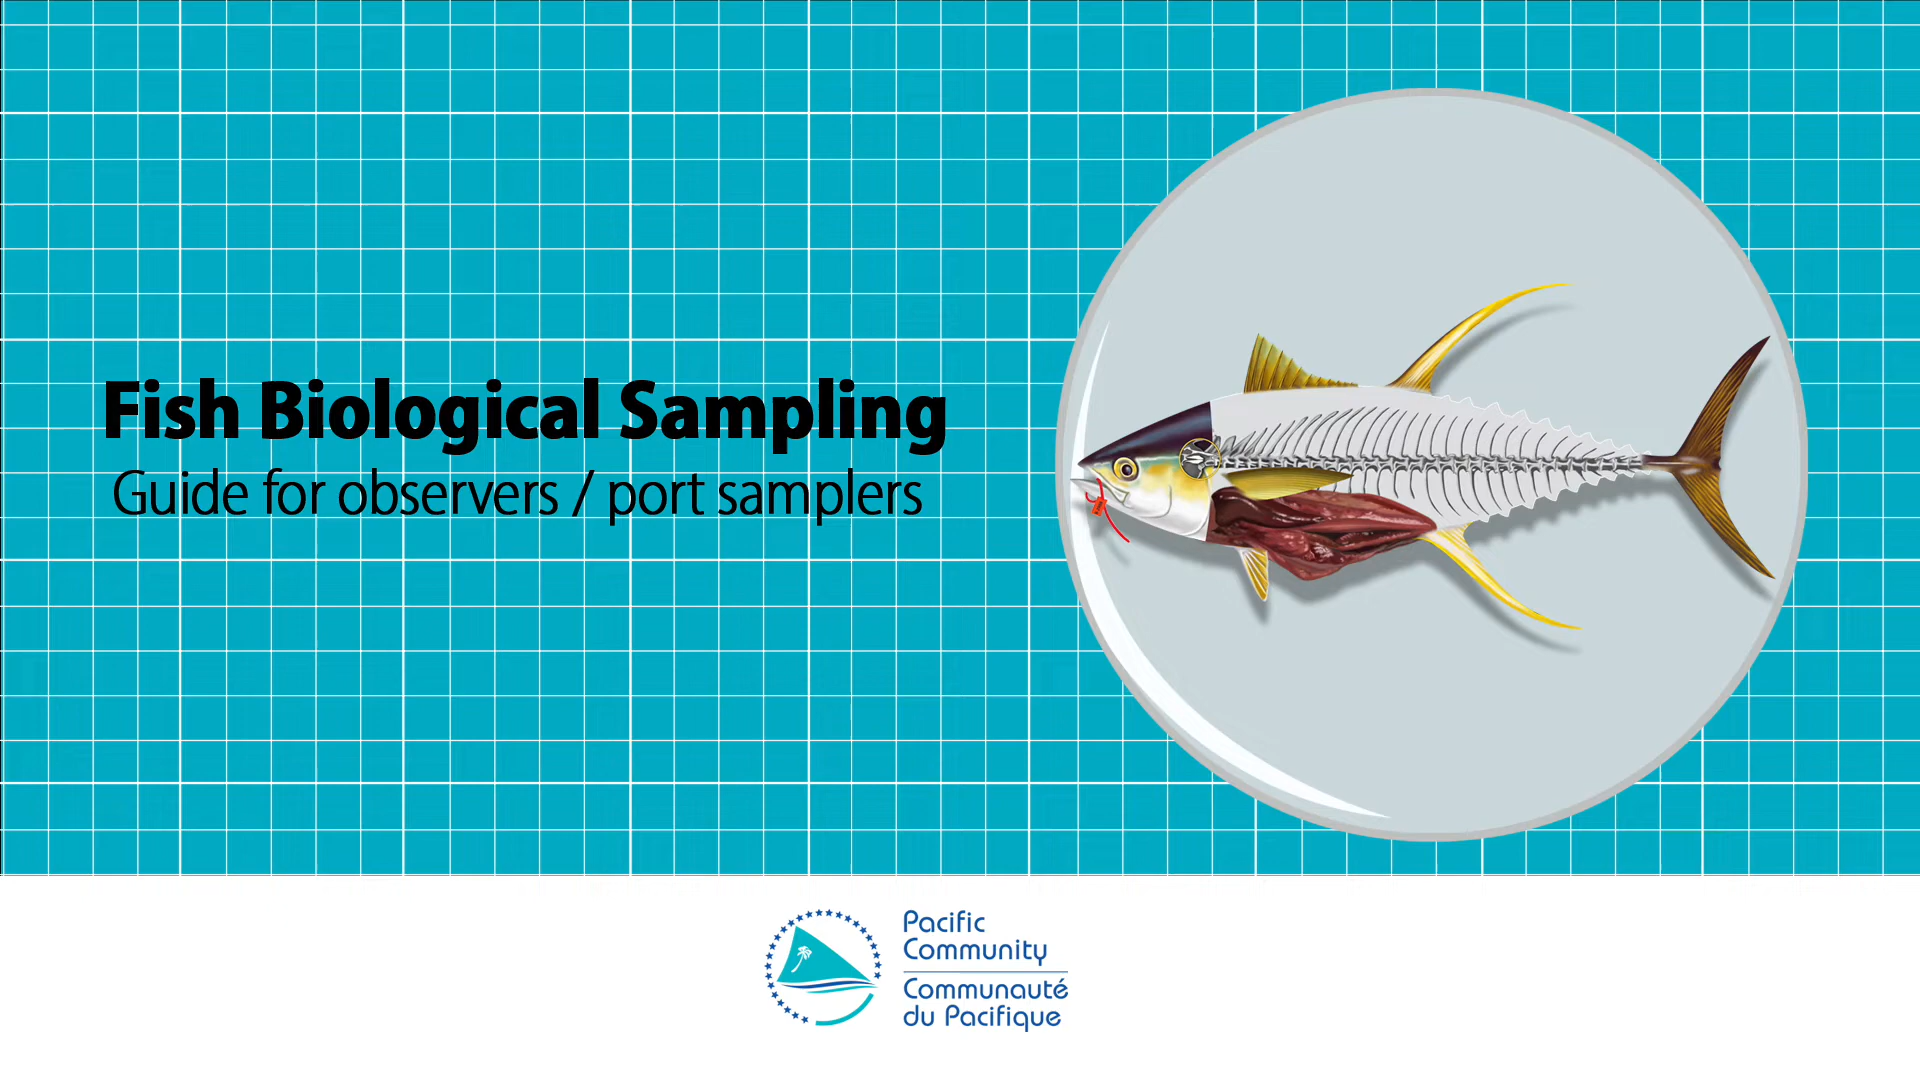 Fish Biological Sampling
Guide for observers / port samplers
Pacific
Community
Communauté
du Pacifique